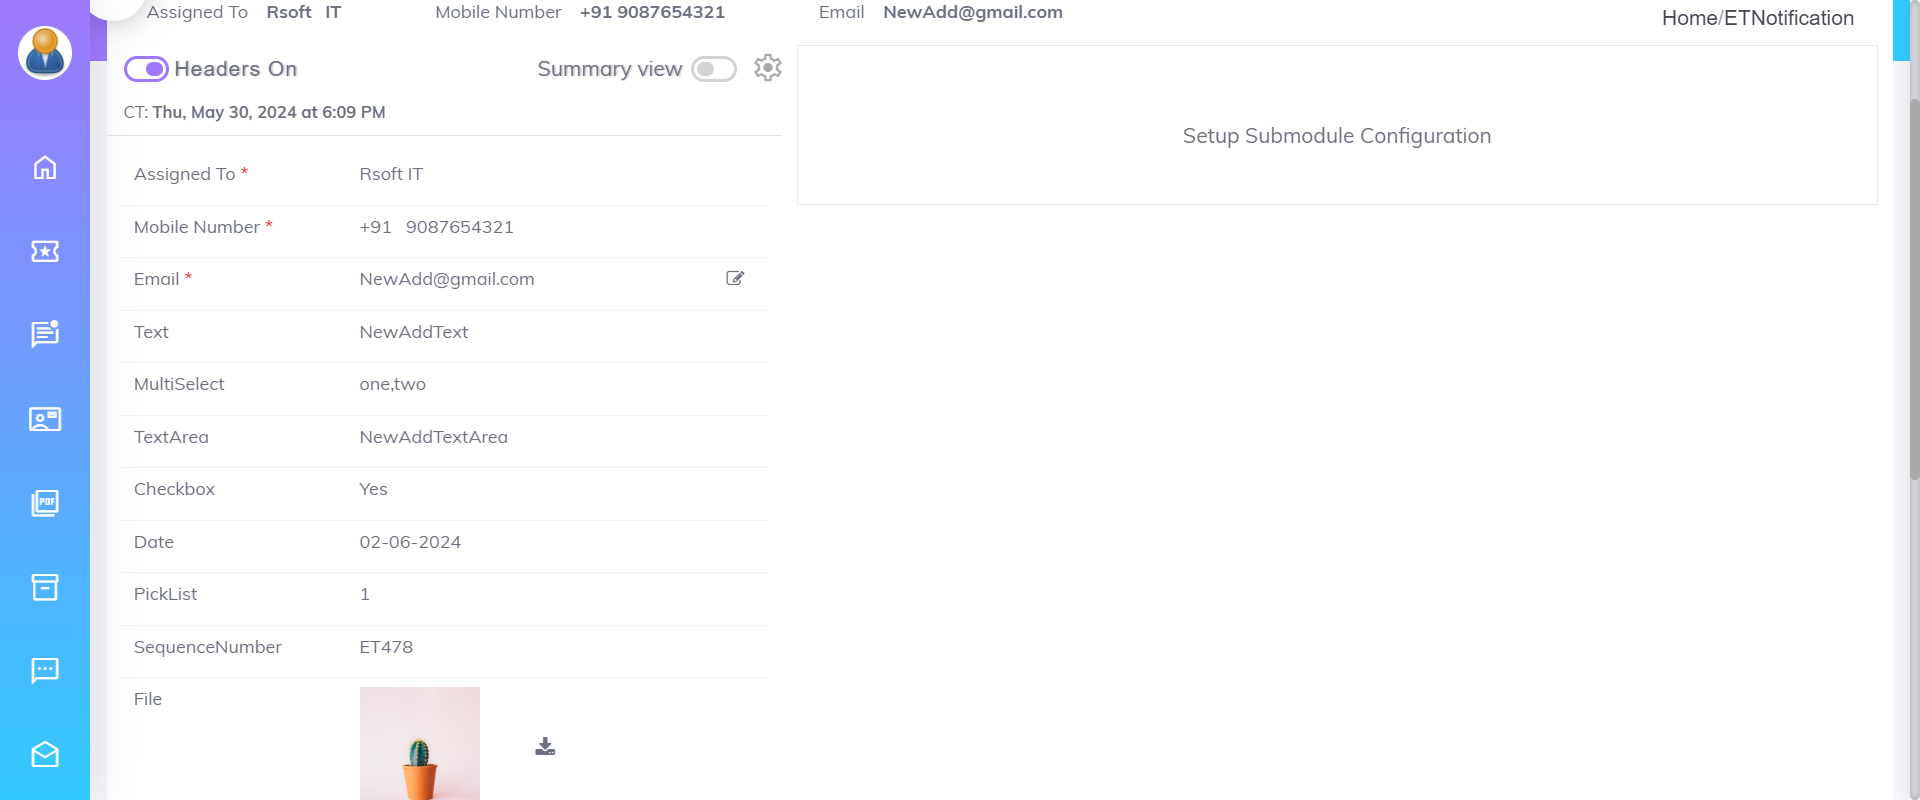 Assigned To Rsoft IT Mobile Number +91 9087654321 Email NewAdd@gmail.com Home/ETNotification
Headers On Summary view
CT: Thu, May 30, 2024 at 6:09 PM
Setup Submodule Configuration
Assigned To * Rsoft IT
Mobile Number * +91 9087654321
Email * NewAdd@gmail.com
Text NewAddText
MultiSelect one,two
TextArea NewAddTextArea
Checkbox Yes
Date 02-06-2024
PickList 1
SequenceNumber ET478
File
PDF